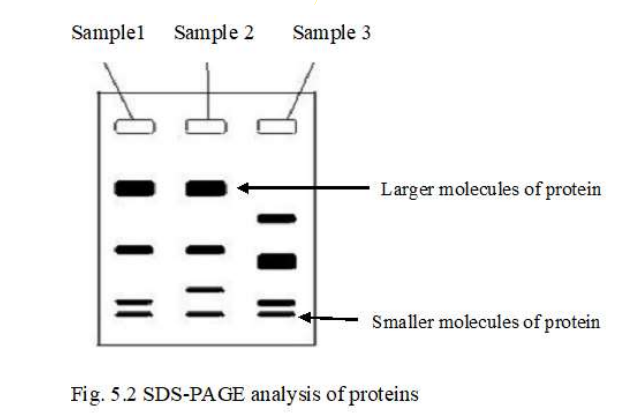 Sample1 Sample 2 Sample 3
Larger molecules of protein
Smaller molecules of protein
Fig. 5.2 SDS-PAGE analysis of proteins